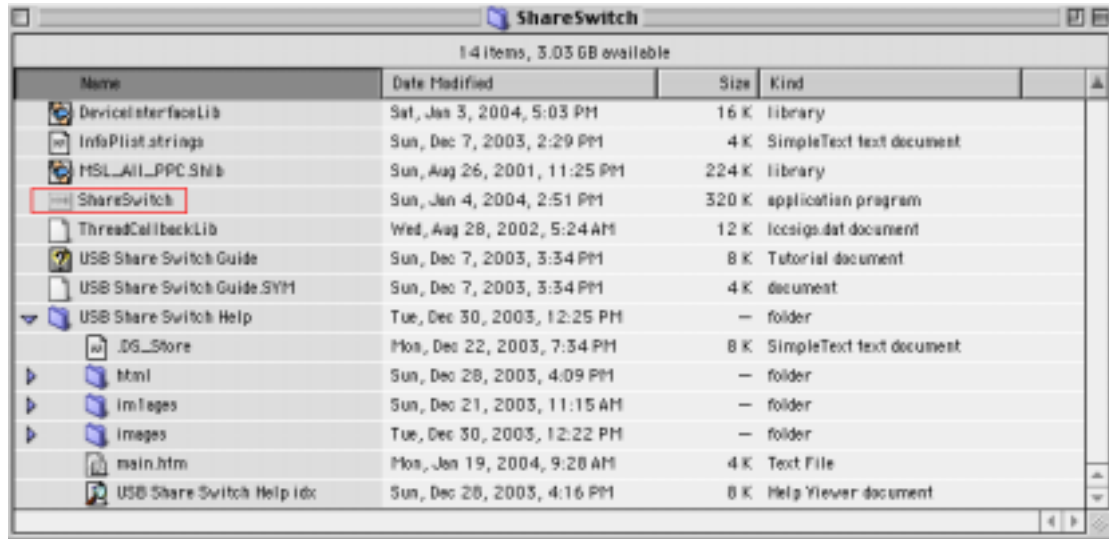 ShareSwitch
14 items, 3.03 GB available
Name Date Modified Size Kind
DeviceInterfaceLib Sat, Jan 3, 2004, 5:03 PM 16 K library
InfoPlist.strings Sun, Dec 7, 2003, 2:29 PM 4 K SimpleText text document
MSL_All_PPC.Shlb Sun, Aug 26, 2001, 11:25 PM 224 K library
ShareSwitch Sun, Jan 4, 2004, 2:51 PM 320 K application program
ThreadCallbackLib Wed, Aug 28, 2002, 5:24 AM 12 K Iccsigs.dat document
USB Share Switch Guide Sun, Dec 7, 2003, 3:34 PM 8 K Tutorial document
USB Share Switch Guide.SYM Sun, Dec 7, 2003, 3:34 PM 4 K document
USB Share Switch Help Tue, Dec 30, 2003, 12:25 PM — folder
.DS_Store Mon, Dec 22, 2003, 7:34 PM 8 K SimpleText text document
html Sun, Dec 28, 2003, 4:09 PM — folder
im1ages Sun, Dec 21, 2003, 11:15 AM — folder
images Tue, Dec 30, 2003, 12:22 PM — folder
main.htm Mon, Jan 19, 2004, 9:28 AM 4 K Text File
USB Share Switch Help idx Sun, Dec 28, 2003, 4:16 PM 8 K Help Viewer document